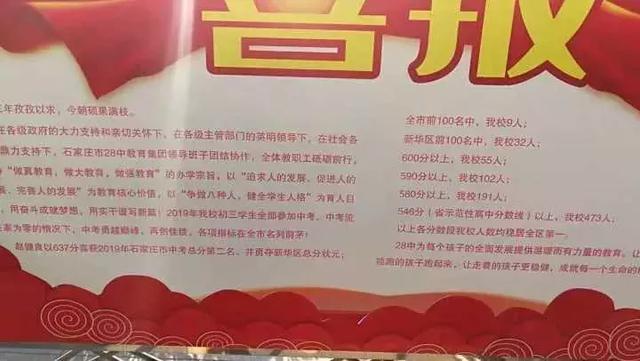 喜报
三年孜孜以求，今朝硕果满枝。
在各级政府的大力支持和亲切关怀下，在各级主管部门的英明领导下，在社会各
鼎力支持下，石家庄市28中教育集团领导班子团结协作，全体教职工砥砺前行，
“做真教育，做大教育，做强教育”的办学宗旨，以“追求人的发展、促进人的
、完善人的发展”为教育核心价值，以“争做八种人，健全学生人格”为育人目
，用奋斗成就梦想，用实干谱写新篇！2019年我校初三学生全部参加中考，中考流
率为零的情况下，中考勇越巅峰，再创佳绩，各项指标在全市名列前茅！
赵健良以637分喜获2019年石家庄市中考总分第二名，并勇夺新华区总分状元；
全市前100名中，我校9人；
新华区前100名中，我校32人；
600分以上，我校55人；
590分以上，我校102人；
580分以上，我校191人；
546分（省示范性高中分数线）以上，我校473人；
以上各分数段我校人数均稳居全区第一。
28中为每个孩子的全面发展提供温暖而有力量的教育。让
领跑的孩子跑起来，让走着的孩子更稳健，成就每一个生命的精